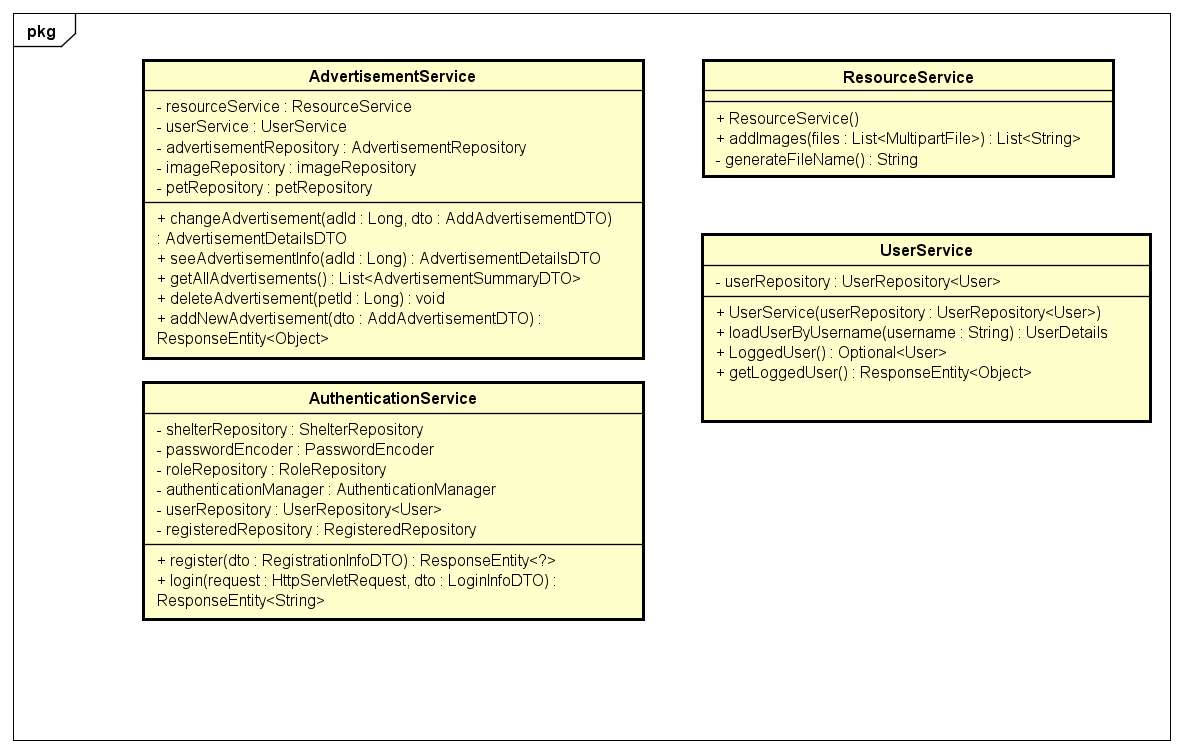 pkg
AdvertisementService
- resourceService : ResourceService
- userService : UserService
- advertisementRepository : AdvertisementRepository
- imageRepository : imageRepository
- petRepository : petRepository
+ changeAdvertisement(adId : Long, dto : AddAdvertisementDTO)
: AdvertisementDetailsDTO
+ seeAdvertisementInfo(adId : Long) : AdvertisementDetailsDTO
+ getAllAdvertisements() : List<AdvertisementSummaryDTO>
+ deleteAdvertisement(petId : Long) : void
+ addNewAdvertisement(dto : AddAdvertisementDTO) :
ResponseEntity<Object>
ResourceService
+ ResourceService()
+ addImages(files : List<MultipartFile>) : List<String>
- generateFileName() : String
UserService
- userRepository : UserRepository<User>
+ UserService(userRepository : UserRepository<User>)
+ loadUserByUsername(username : String) : UserDetails
+ LoggedUser() : Optional<User>
+ getLoggedUser() : ResponseEntity<Object>
AuthenticationService
- shelterRepository : ShelterRepository
- passwordEncoder : PasswordEncoder
- roleRepository : RoleRepository
- authenticationManager : AuthenticationManager
- userRepository : UserRepository<User>
- registeredRepository : RegisteredRepository
+ register(dto : RegistrationInfoDTO) : ResponseEntity<?>
+ login(request : HttpServletRequest, dto : LoginInfoDTO) :
ResponseEntity<String>